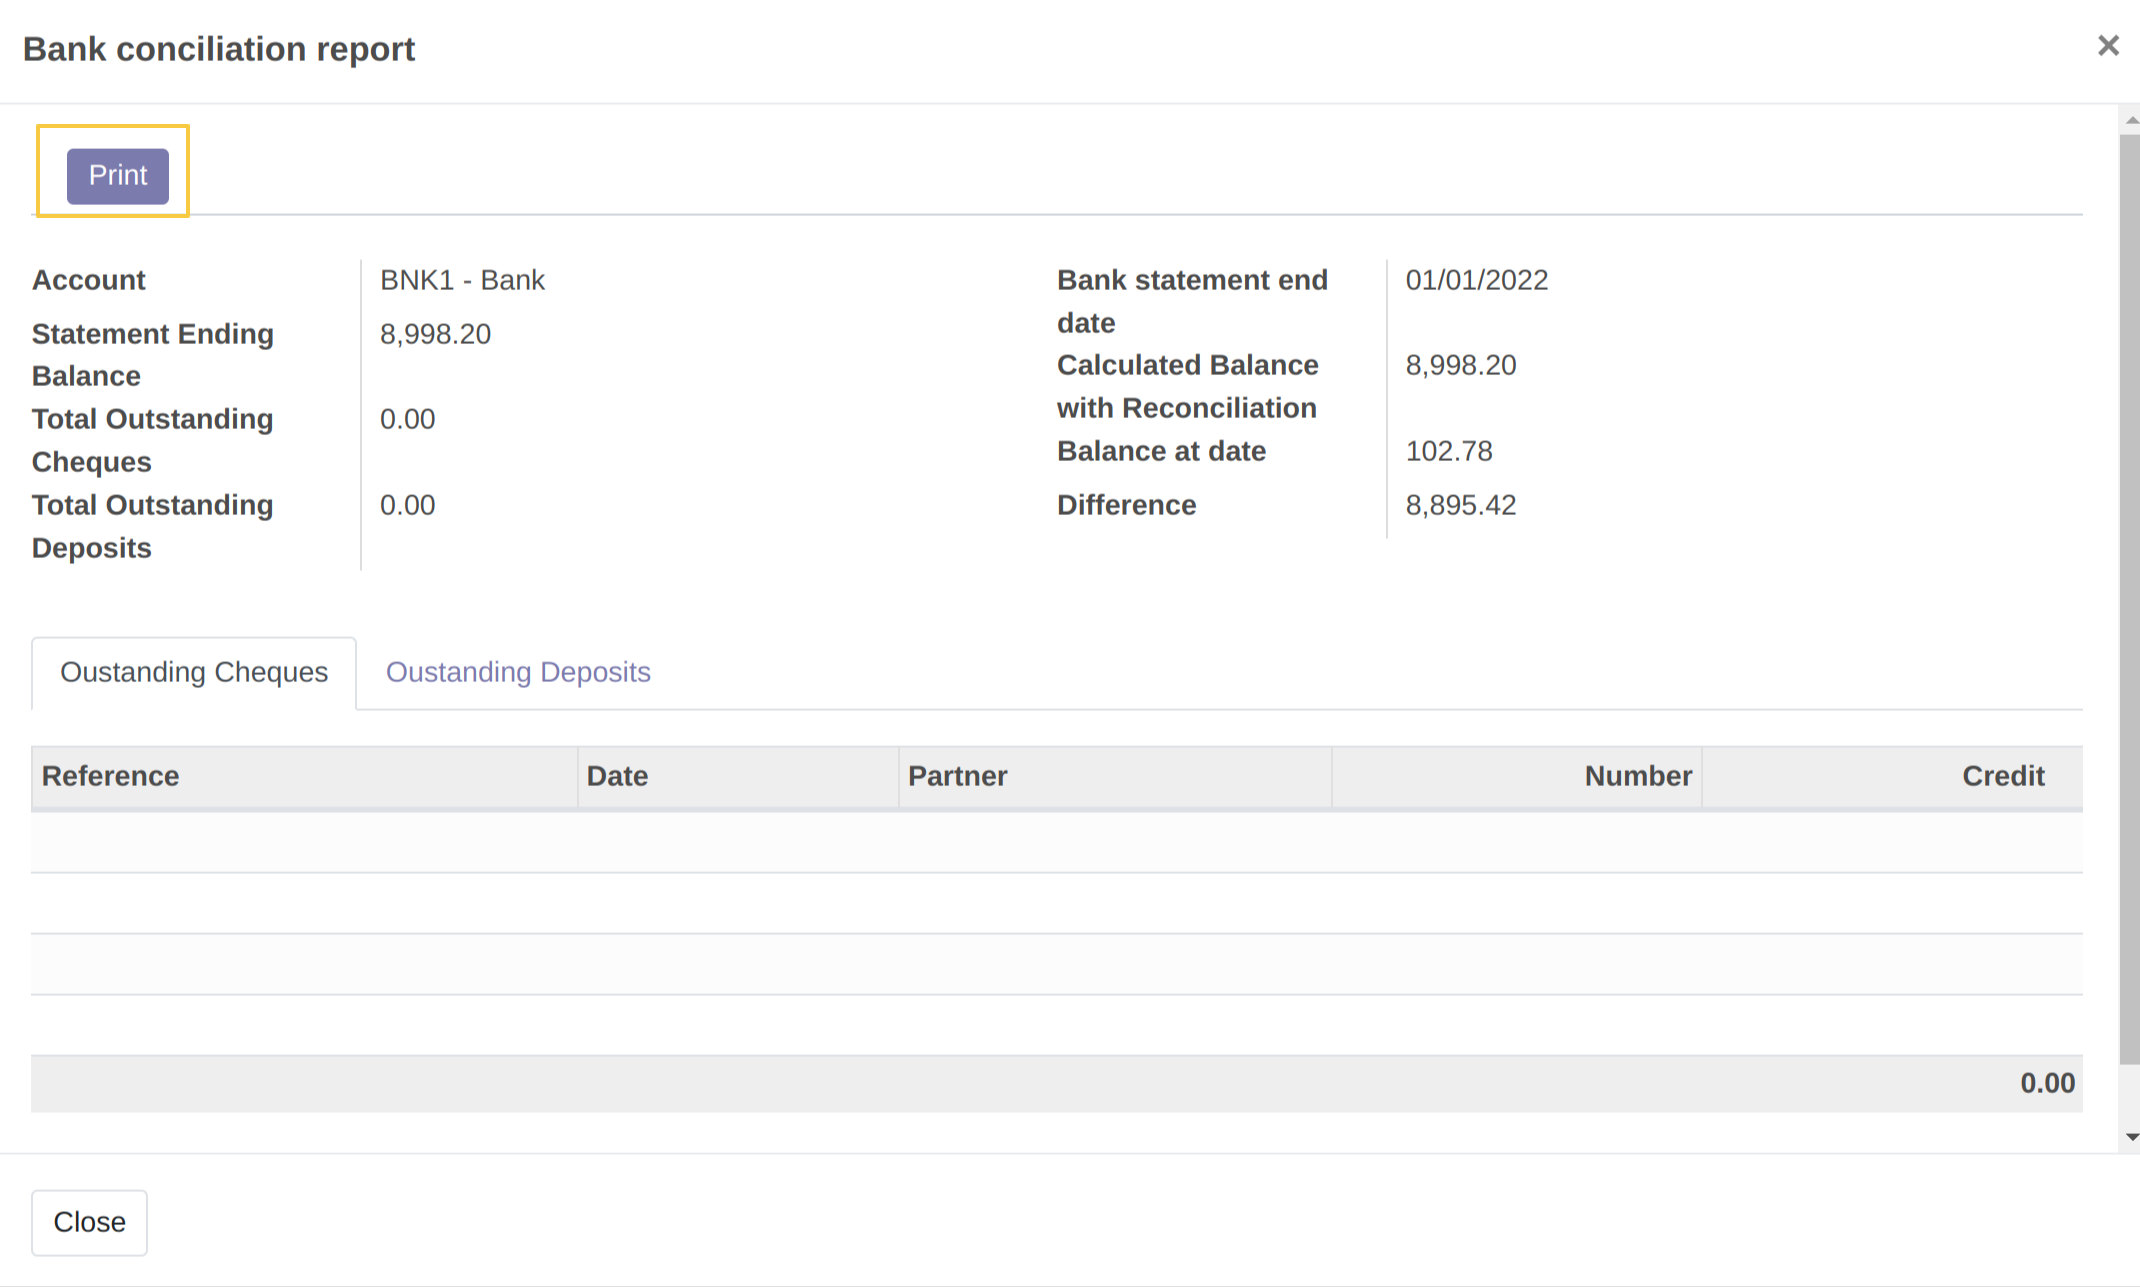 Bank conciliation report
×
Print
Account
BNK1 - Bank
Statement Ending
Balance
8,998.20
Total Outstanding
Cheques
0.00
Total Outstanding
Deposits
0.00
Bank statement end
date
01/01/2022
Calculated Balance
with Reconciliation
8,998.20
Balance at date
102.78
Difference
8,895.42
Oustanding Cheques
Oustanding Deposits
Reference Date Partner Number Credit
0.00
Close